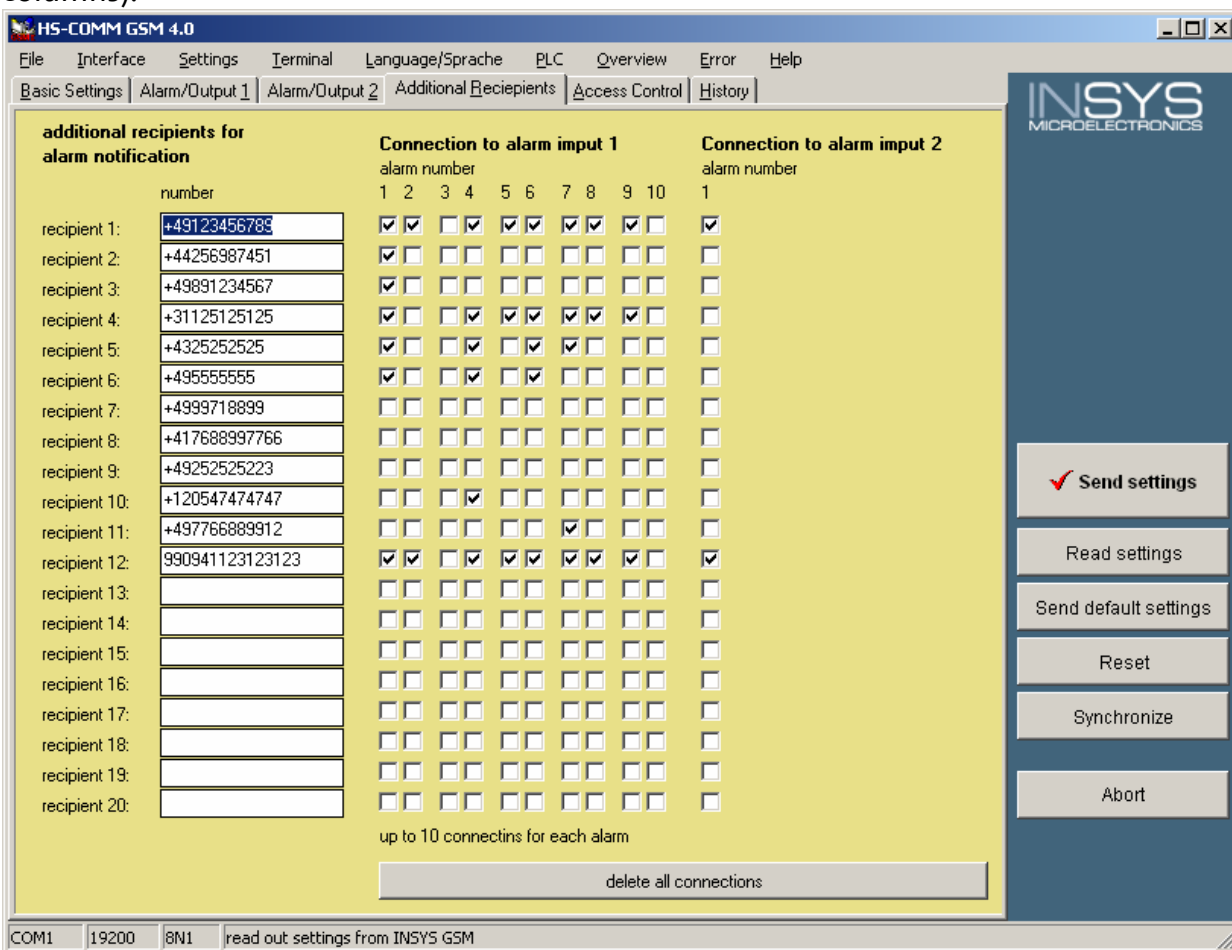 columns).
HS-COMM GSM 4.0
File Interface Settings Terminal Language/Sprache PLC Overview Error Help
Basic Settings Alarm/Output 1 Alarm/Output 2 Additional Reciepients Access Control History
INSYS
MICROELECTRONICS
additional recipients for
alarm notification
Connection to alarm imput 1 Connection to alarm imput 2
alarm number alarm number
number 1 2 3 4 5 6 7 8 9 10 1
recipient 1: +49123456789
recipient 2: +44256987451
recipient 3: +49891234567
recipient 4: +31125125125
recipient 5: +4325252525
recipient 6: +495555555
recipient 7: +4999718899
recipient 8: +417688997766
recipient 9: +49252525223
recipient 10: +120547474747
recipient 11: +497766889912
recipient 12: 990941123123123
recipient 13:
recipient 14:
recipient 15:
recipient 16:
recipient 17:
recipient 18:
recipient 19:
recipient 20:
up to 10 connectins for each alarm
delete all connections
Send settings
Read settings
Send default settings
Reset
Synchronize
Abort
COM1 19200 8N1 read out settings from INSYS GSM